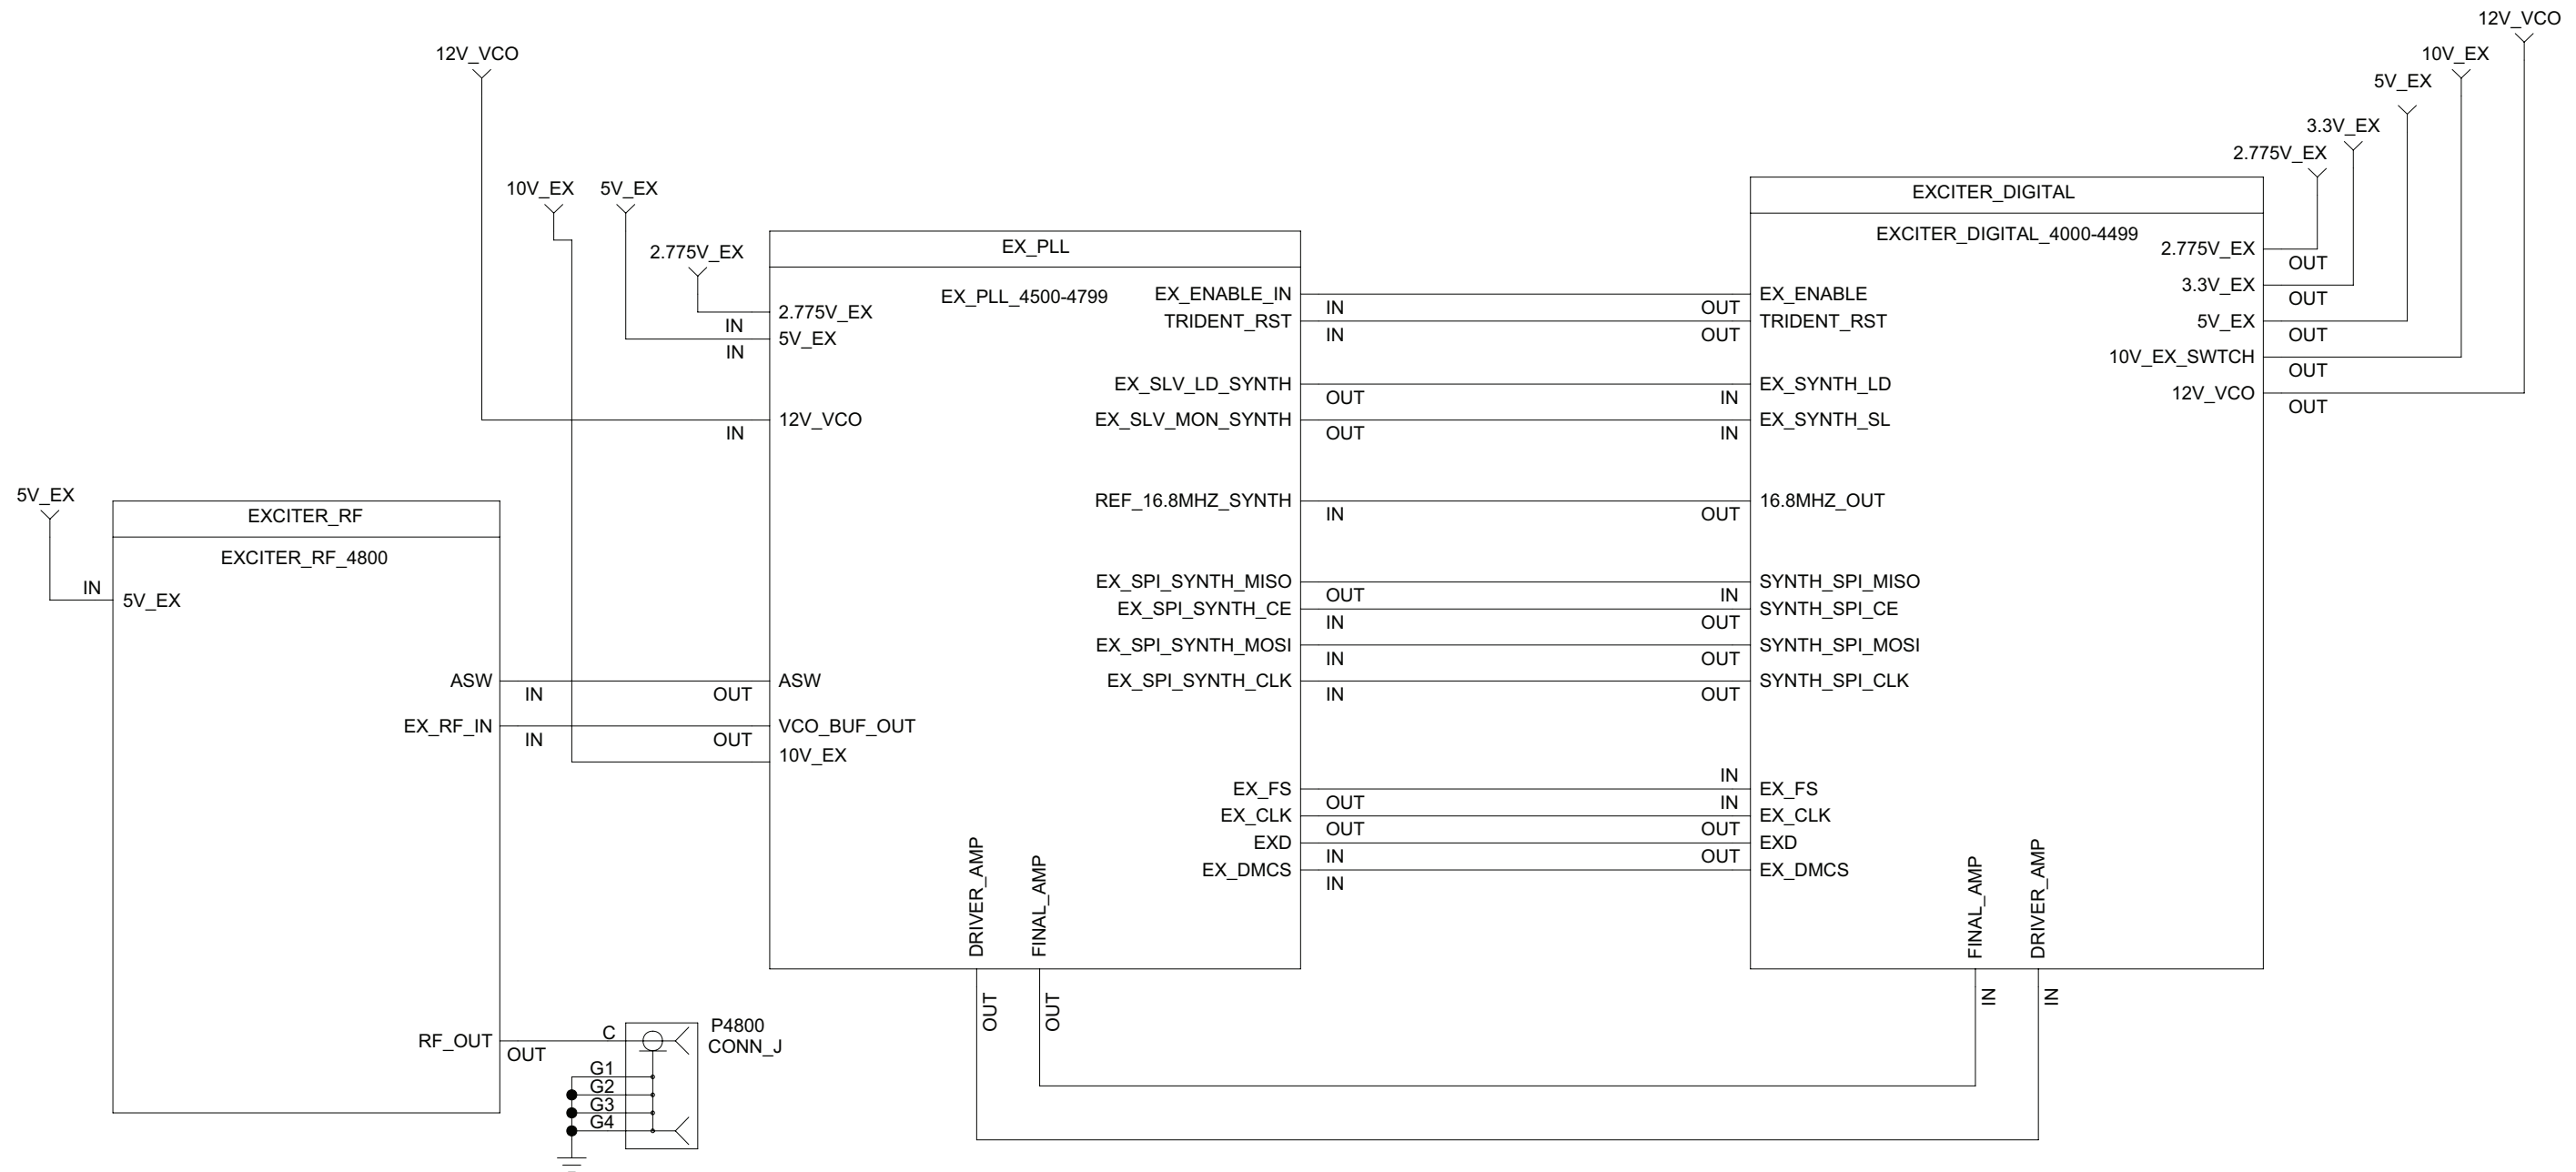 12V_VCO
12V_VCO
10V_EX
5V_EX
3.3V_EX
2.775V_EX
10V_EX
5V_EX
2.775V_EX
5V_EX
EXCITER_RF
EXCITER_RF_4800
IN
5V_EX
ASW
IN
EX_RF_IN
IN
RF_OUT
OUT
C
G1
G2
G3
G4
P4800
CONN_J
EX_PLL
EX_PLL_4500-4799
2.775V_EX
IN
5V_EX
IN
12V_VCO
IN
ASW
OUT
VCO_BUF_OUT
OUT
10V_EX
EX_ENABLE_IN
IN
TRIDENT_RST
IN
EX_SLV_LD_SYNTH
OUT
EX_SLV_MON_SYNTH
OUT
REF_16.8MHZ_SYNTH
IN
EX_SPI_SYNTH_MISO
OUT
EX_SPI_SYNTH_CE
IN
EX_SPI_SYNTH_MOSI
IN
EX_SPI_SYNTH_CLK
IN
EX_FS
OUT
EX_CLK
OUT
EXD
IN
EX_DMCS
IN
DRIVER_AMP
OUT
FINAL_AMP
OUT
EXCITER_DIGITAL
EXCITER_DIGITAL_4000-4499
EX_ENABLE
OUT
TRIDENT_RST
OUT
EX_SYNTH_LD
IN
EX_SYNTH_SL
IN
16.8MHZ_OUT
OUT
SYNTH_SPI_MISO
IN
SYNTH_SPI_CE
OUT
SYNTH_SPI_MOSI
OUT
SYNTH_SPI_CLK
OUT
IN
EX_FS
IN
EX_CLK
OUT
EXD
OUT
EX_DMCS
FINAL_AMP
IN
DRIVER_AMP
IN
2.775V_EX
OUT
3.3V_EX
OUT
5V_EX
OUT
10V_EX_SWTCH
OUT
12V_VCO
OUT